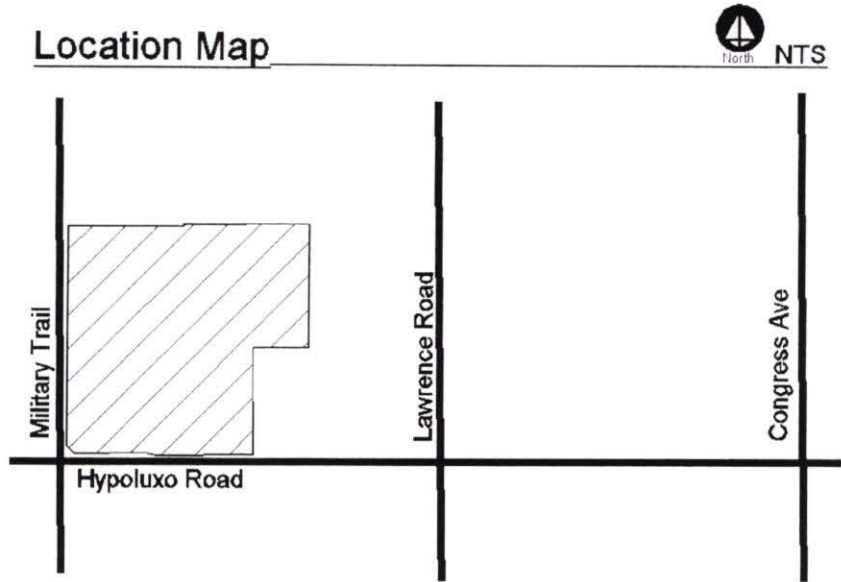 Location Map
North
NTS
Military Trail
Lawrence Road
Congress Ave
Hypoluxo Road